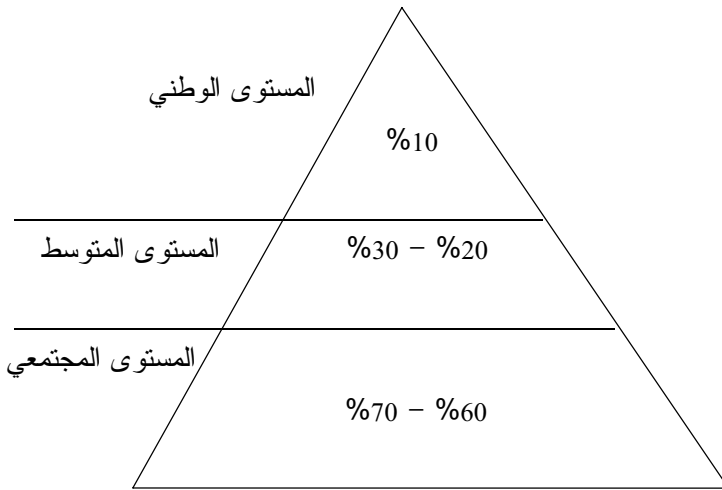 المستوى الوطني
%10
المستوى المتوسط
%30 – %20
المستوى المجتمعي
%70 – %60